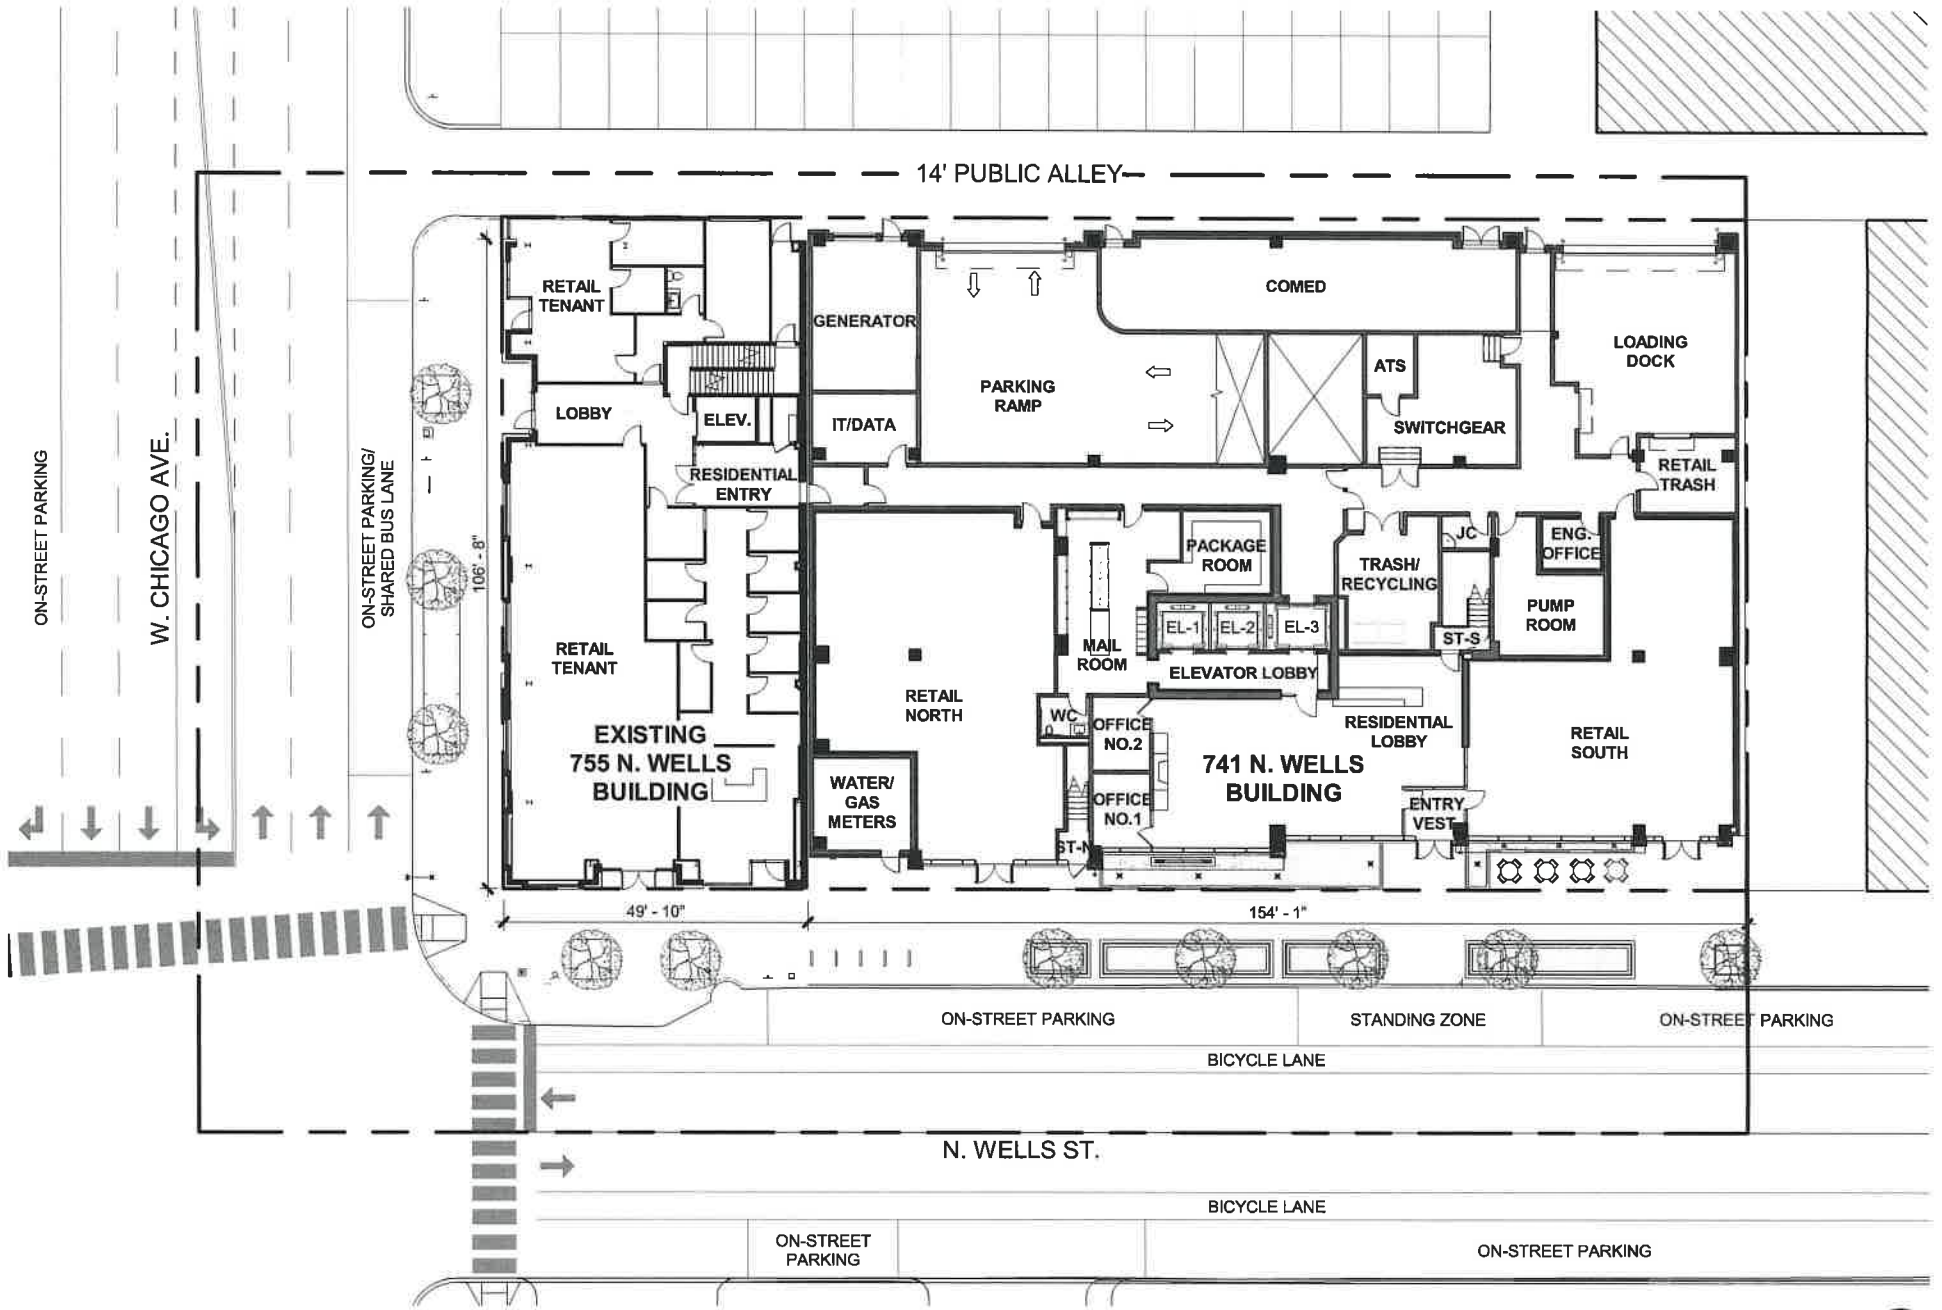 14' PUBLIC ALLEY
ON-STREET PARKING
W. CHICAGO AVE.
ON-STREET PARKING/
SHARED BUS LANE
106' - 8"
RETAIL
TENANT
LOBBY
ELEV.
RESIDENTIAL
ENTRY
RETAIL
TENANT
EXISTING
755 N. WELLS
BUILDING
GENERATOR
IT/DATA
PARKING
RAMP
COMED
ATS
SWITCHGEAR
LOADING
DOCK
RETAIL
TRASH
PACKAGE
ROOM
TRASH/
RECYCLING
JC
ENG.
OFFICE
PUMP
ROOM
ST-S
EL-1
EL-2
EL-3
MAIL
ROOM
ELEVATOR LOBBY
RETAIL
NORTH
WC
OFFICE
NO.2
OFFICE
NO.1
RESIDENTIAL
LOBBY
741 N. WELLS
BUILDING
RETAIL
SOUTH
WATER/
GAS
METERS
ST-N
ENTRY
VEST
49' - 10"
154' - 1"
ON-STREET PARKING
STANDING ZONE
ON-STREET PARKING
BICYCLE LANE
N. WELLS ST.
BICYCLE LANE
ON-STREET
PARKING
ON-STREET PARKING